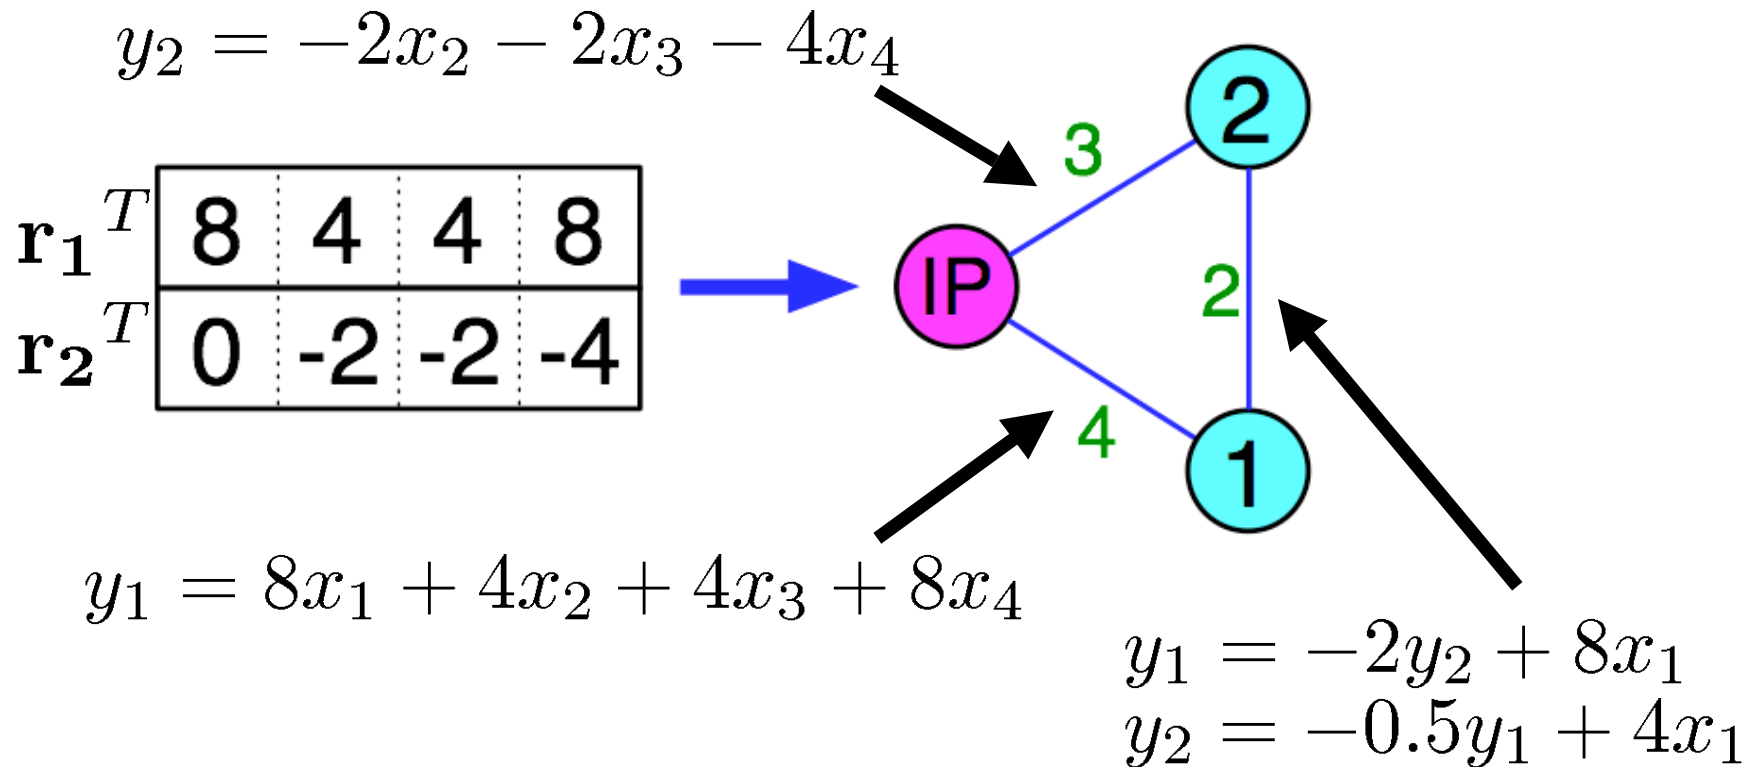 y₂ = −2x₂ − 2x₃ − 4x₄
r₁ᵀ 8 4 4 8
r₂ᵀ 0 -2 -2 -4
IP
3
2
2
4
1
y₁ = 8x₁ + 4x₂ + 4x₃ + 8x₄
y₁ = −2y₂ + 8x₁
y₂ = −0.5y₁ + 4x₁